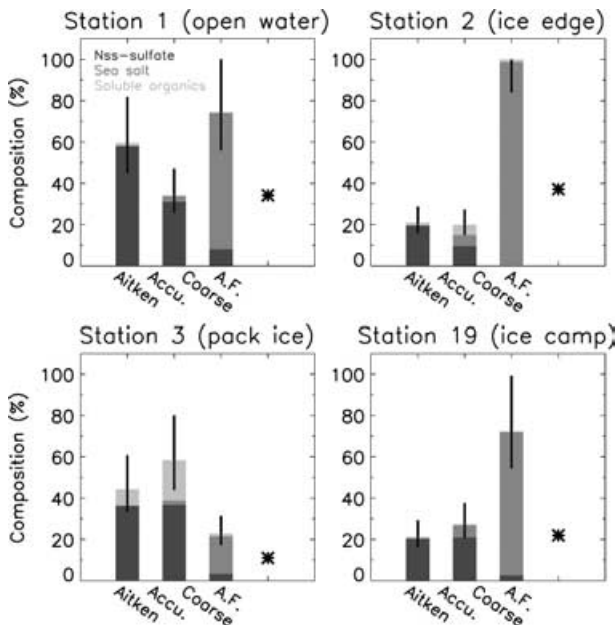 Station 1 (open water)
Station 2 (ice edge)
Nss-sulfate
Sea salt
Soluble organics
Composition (%)
100
80
60
40
20
0
Aitken
Accu.
Coarse
A.F.
Composition (%)
100
80
60
40
20
0
Aitken
Accu.
Coarse
A.F.
Station 3 (pack ice)
Station 19 (ice camp)
Composition (%)
100
80
60
40
20
0
Aitken
Accu.
Coarse
A.F.
Composition (%)
100
80
60
40
20
0
Aitken
Accu.
Coarse
A.F.